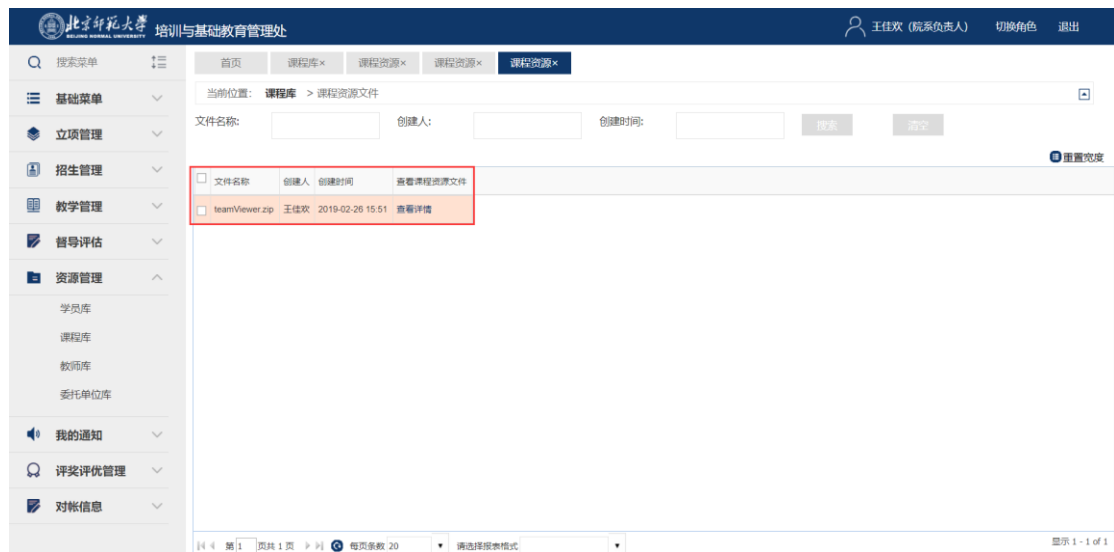 北京师范大学 培训与基础教育管理处 王佳欢（院系负责人） 切换角色 退出
BEIJING NORMAL UNIVERSITY
搜索菜单
首页 课程库× 课程资源× 课程资源× 课程资源×
基础菜单
当前位置： 课程库 > 课程资源文件
立项管理
文件名称: 创建人: 创建时间: 搜索 清空
重置宽度
招生管理
文件名称 创建人 创建时间 查看课程资源文件
教学管理
teamViewer.zip 王佳欢 2019-02-26 15:51 查看详情
督导评估
资源管理
学员库
课程库
教师库
委托单位库
我的通知
评奖评优管理
对帐信息
第 1 页共 1 页 每页条数 20 请选择报表格式 显示 1 - 1 of 1